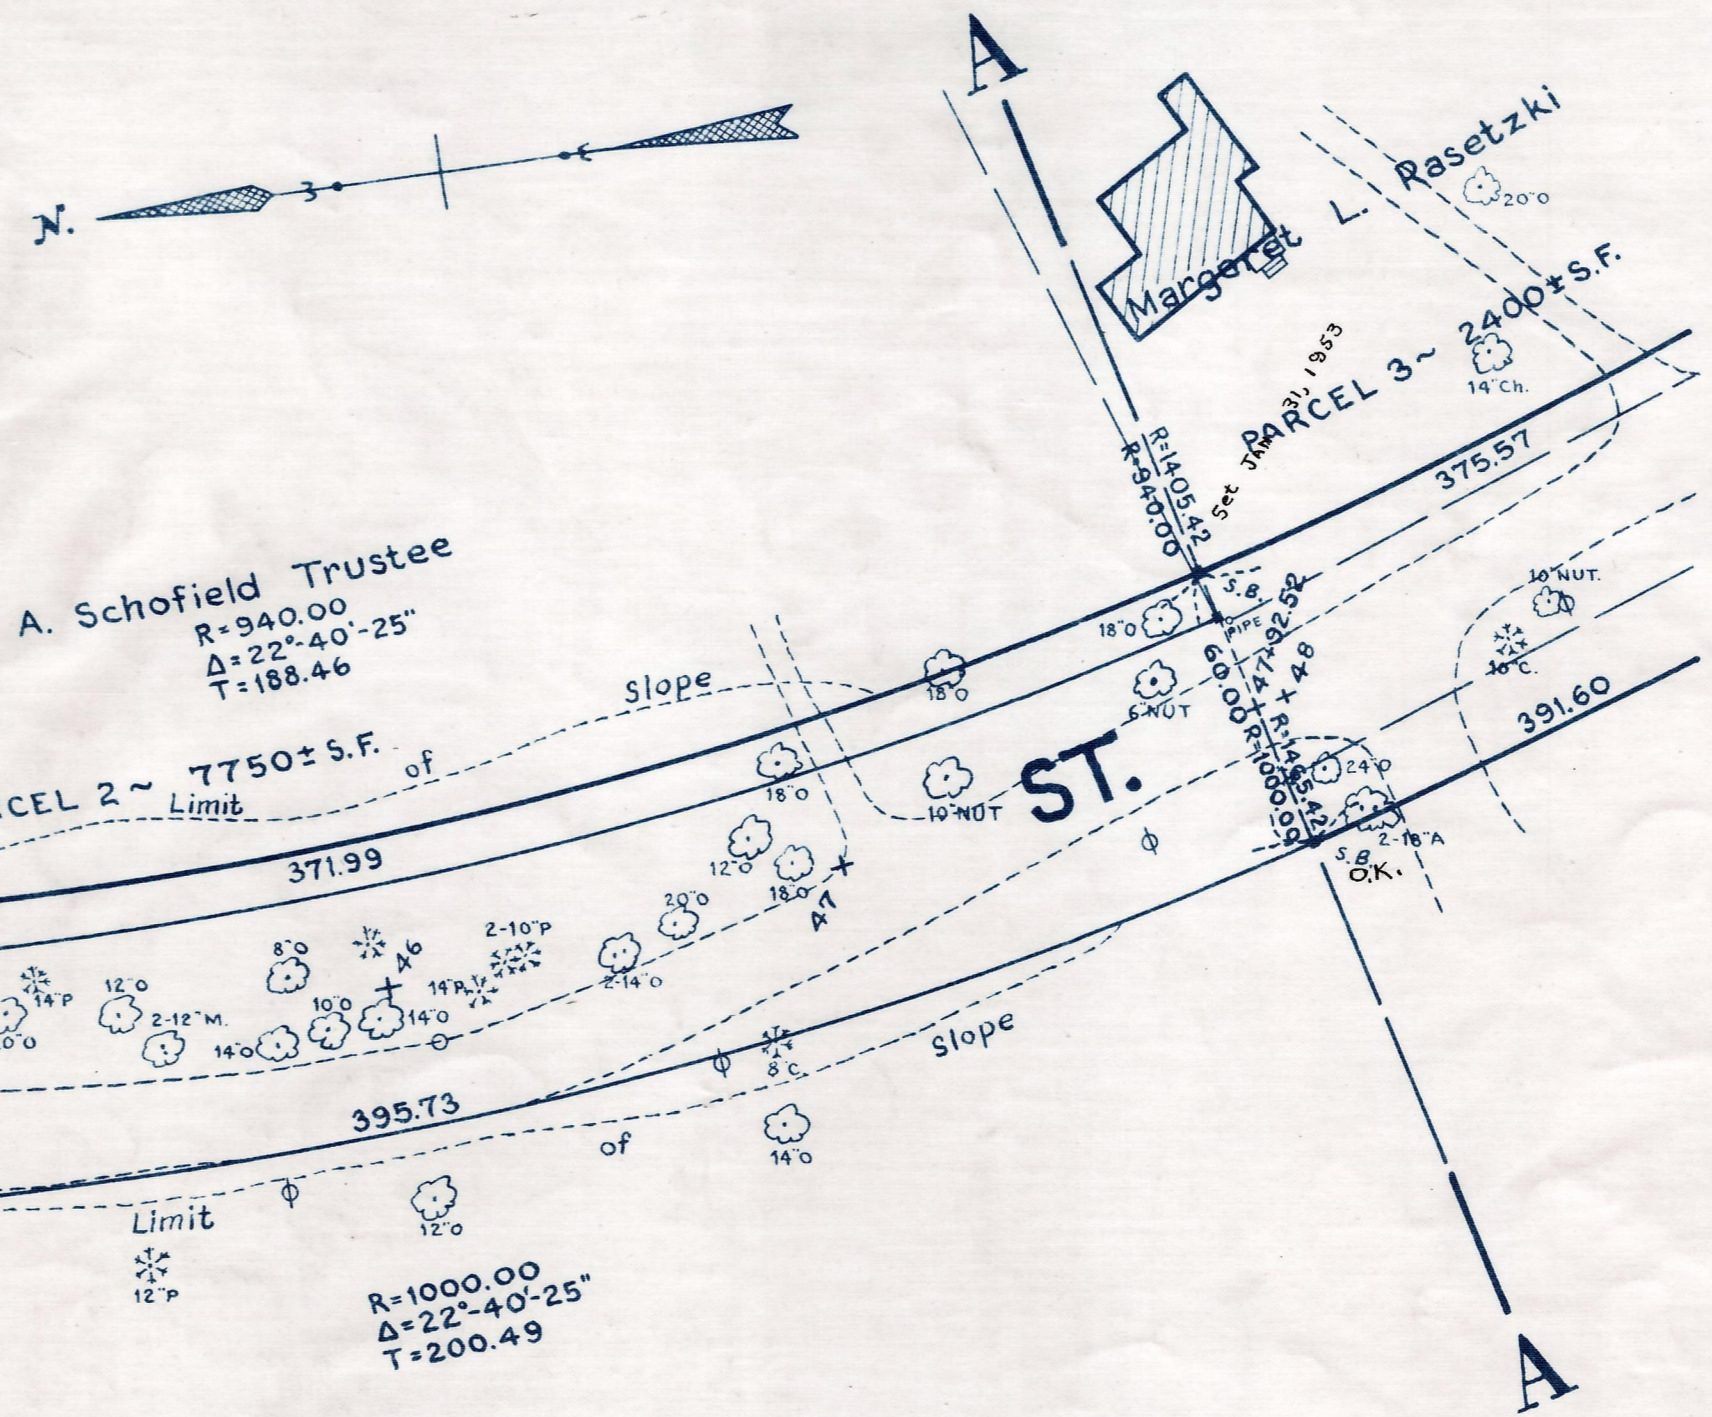 A
N.
Margaret L. Rasetzki
20"O
PARCEL 3 ~ 2400± S.F.
14"Ch.
Set JAN 31, 1953
R=1405.42
R=940.00
375.57
A. Schofield Trustee
R=940.00
Δ=22°-40'-25"
T=188.46
S.B.
PIPE
18"O
18"O
6"NUT
10"NUT.
10"C.
60.00
47+92.52
+ 48
R=1465.42
R=1000.00
391.60
CEL 2 ~ 7750± S.F.
Limit of Slope
18"O
10"NUT
ST.
24"O
2-18"A
S.B.
O.K.
371.99
12"O
18"O
47
20"O
2-10"P
2-14"O
14"P
46
8"O
10"O
14"O
14"O
12"O
2-12"M.
14"P
0"O
395.73
8"C.
Limit of Slope
14"O
12"O
12"P
R=1000.00
Δ=22°-40'-25"
T=200.49
A